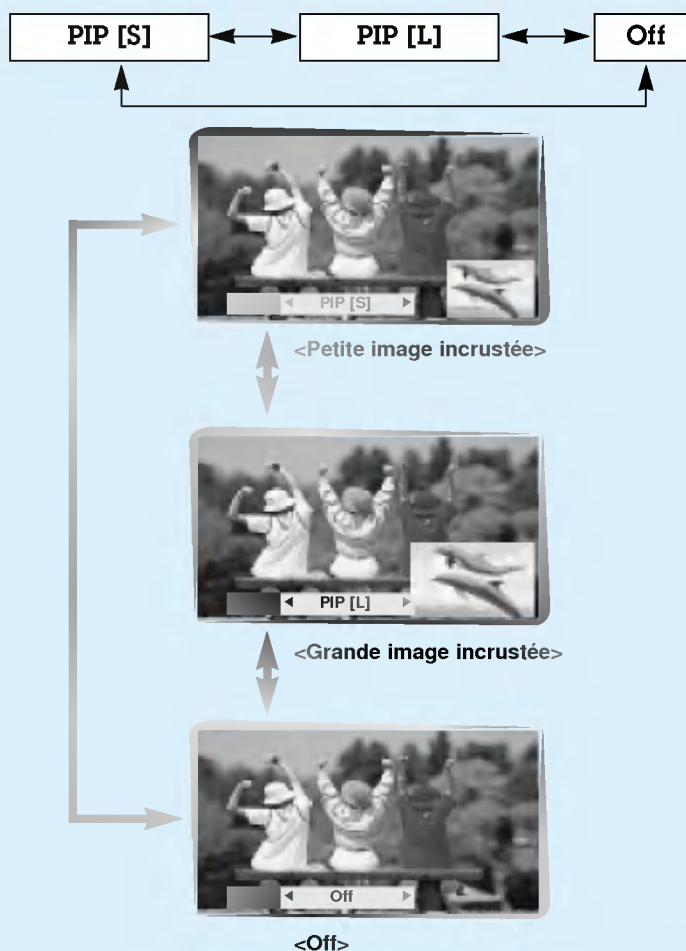 PIP [S] PIP [L] Off
PIP [S]
<Petite image incrustée>
PIP [L]
<Grande image incrustée>
Off
<Off>